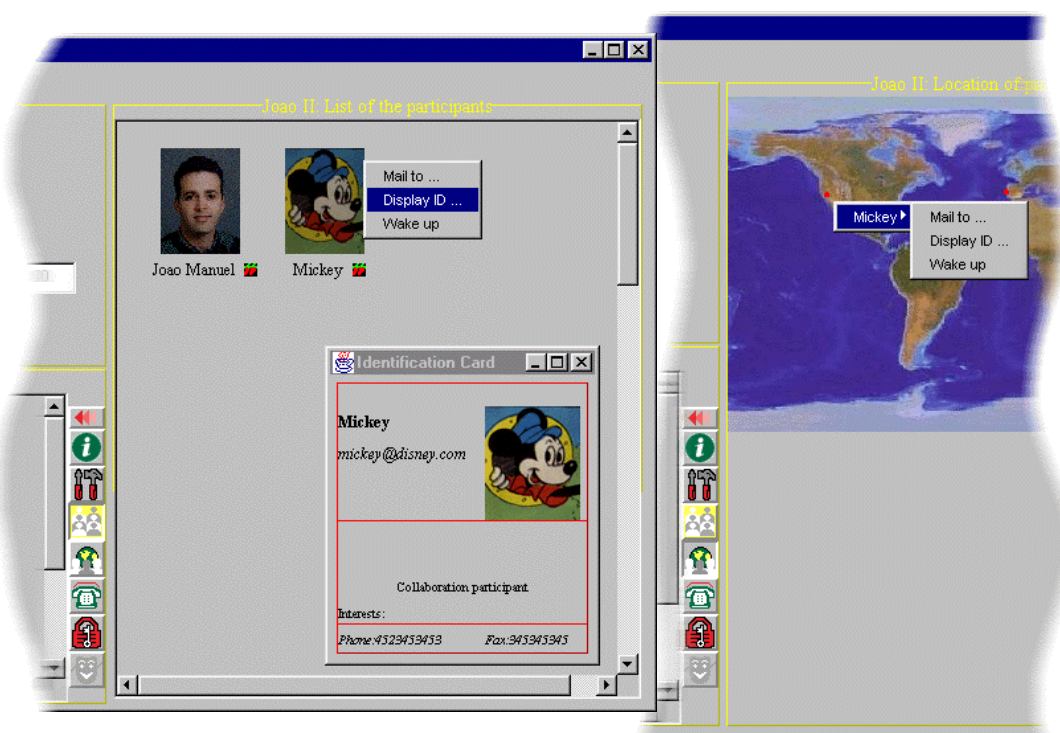 Joao II: List of the participants
Mail to ...
Display ID ...
Wake up
Joao Manuel
Mickey
Identification Card
Mickey
mickey@disney.com
Collaboration participant
Interests:
Phone:4523453453 Fax:345345345
Joao II: Location of
Mickey
Mail to ...
Display ID ...
Wake up